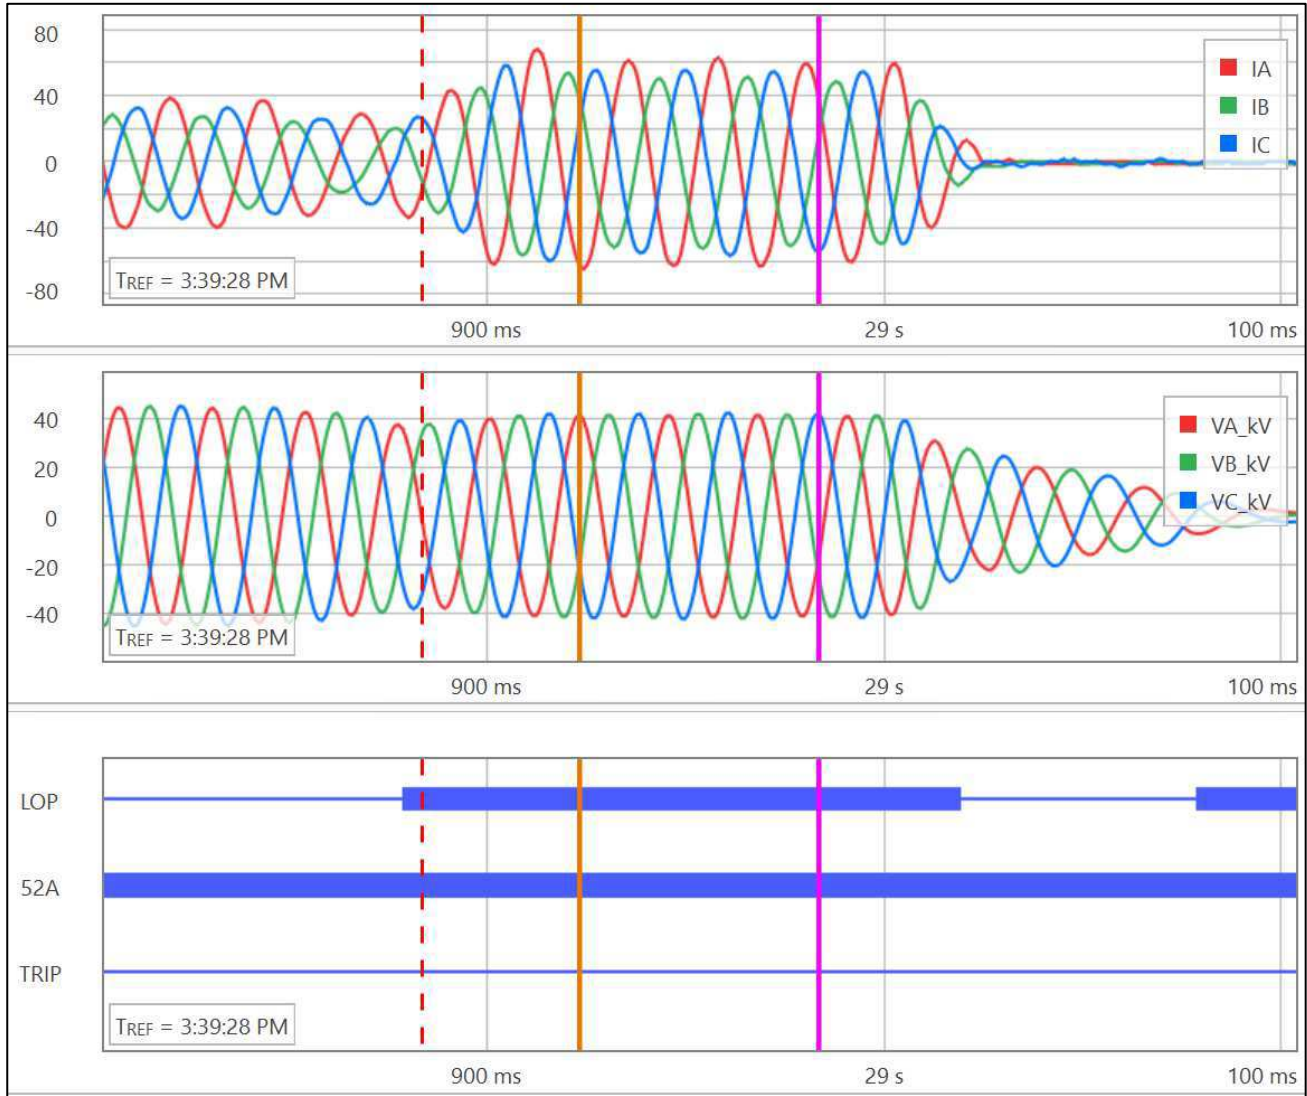 80
40
0
-40
-80
IA
IB
IC
TREF = 3:39:28 PM
900 ms
29 s
100 ms
40
20
0
-20
-40
VA_kV
VB_kV
VC_kV
TREF = 3:39:28 PM
900 ms
29 s
100 ms
LOP
52A
TRIP
TREF = 3:39:28 PM
900 ms
29 s
100 ms